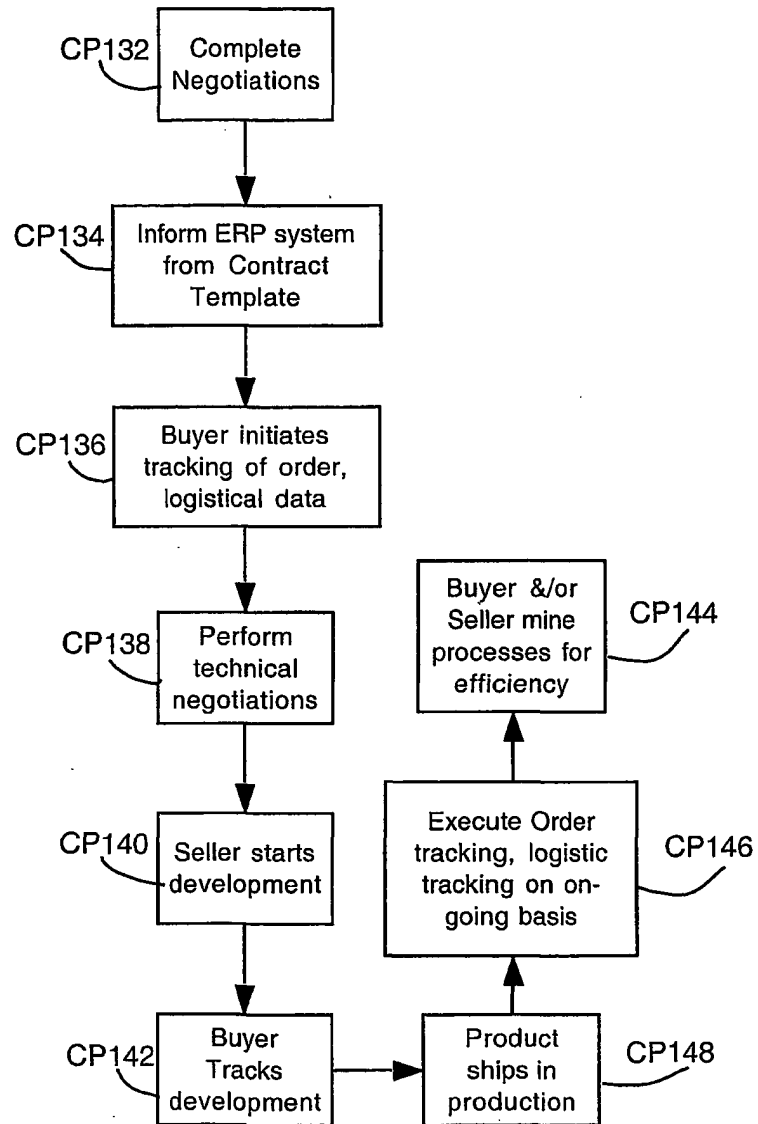 CP132
Complete
Negotiations
CP134
Inform ERP system
from Contract
Template
CP136
Buyer initiates
tracking of order,
logistical data
CP138
Perform
technical
negotiations
CP140
Seller starts
development
CP142
Buyer
Tracks
development
Product
ships in
production
CP148
Execute Order
tracking, logistic
tracking on on-
going basis
CP146
Buyer &/or
Seller mine
processes for
efficiency
CP144